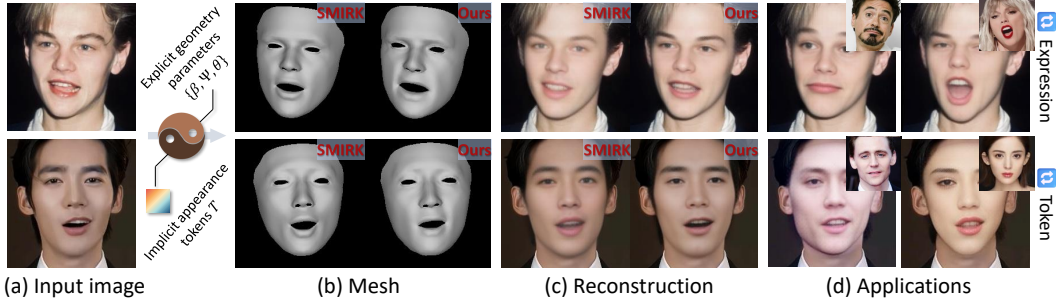 SMIRK
Ours
SMIRK
Ours
Explicit geometry
parameters
{β, Ψ, θ}
Expression
SMIRK
Ours
SMIRK
Ours
Implicit appearance
tokens T
Token
(a) Input image
(b) Mesh
(c) Reconstruction
(d) Applications